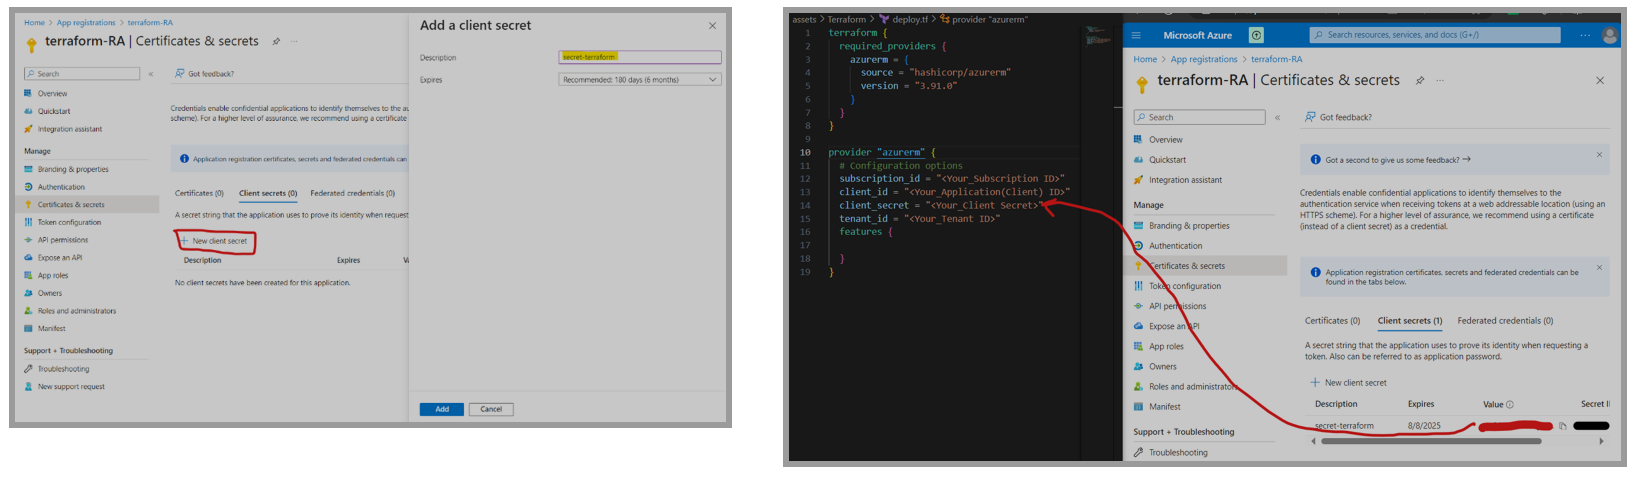 Home > App registrations > terraform-RA
terraform-RA | Certificates & secrets
Search
Got feedback?
Overview
Quickstart
Integration assistant
Manage
Branding & properties
Authentication
Certificates & secrets
Token configuration
API permissions
Expose an API
App roles
Owners
Roles and administrators
Manifest
Support + Troubleshooting
Troubleshooting
New support request
Credentials enable confidential applications to identify themselves to the au
scheme). For a higher level of assurance, we recommend using a certificate
Application registration certificates, secrets and federated credentials can
Certificates (0) Client secrets (0) Federated credentials (0)
A secret string that the application uses to prove its identity when request
New client secret
Description Expires Va
No client secrets have been created for this application.
Add a client secret
Description secret-terraform
Expires Recommended: 180 days (6 months)
Add Cancel
assets > Terraform > deploy.tf > provider "azurerm"
1 terraform {
2 required_providers {
3 azurerm = {
4 source = "hashicorp/azurerm"
5 version = "3.91.0"
6 }
7 }
8 }
9
10 provider "azurerm" {
11 # Configuration options
12 subscription_id = "<Your_Subscription ID>"
13 client_id = "<Your_Application(Client) ID>"
14 client_secret = "<Your_Client Secret>"
15 tenant_id = "<Your_Tenant ID>"
16 features {
17
18 }
19 }
Microsoft Azure
Search resources, services, and docs (G+/)
Home > App registrations > terraform-RA
terraform-RA | Certificates & secrets
Search
Got feedback?
Overview
Quickstart
Integration assistant
Manage
Branding & properties
Authentication
Certificates & secrets
Token configuration
API permissions
Expose an API
App roles
Owners
Roles and administrators
Manifest
Support + Troubleshooting
Troubleshooting
Got a second to give us some feedback?
Credentials enable confidential applications to identify themselves to the
authentication service when receiving tokens at a web addressable location (using an
HTTPS scheme). For a higher level of assurance, we recommend using a certificate
(instead of a client secret) as a credential.
Application registration certificates, secrets and federated credentials can be
found in the tabs below.
Certificates (0) Client secrets (1) Federated credentials (0)
A secret string that the application uses to prove its identity when requesting a
token. Also can be referred to as application password.
New client secret
Description Expires Value Secret I
secret-terraform 8/8/2025